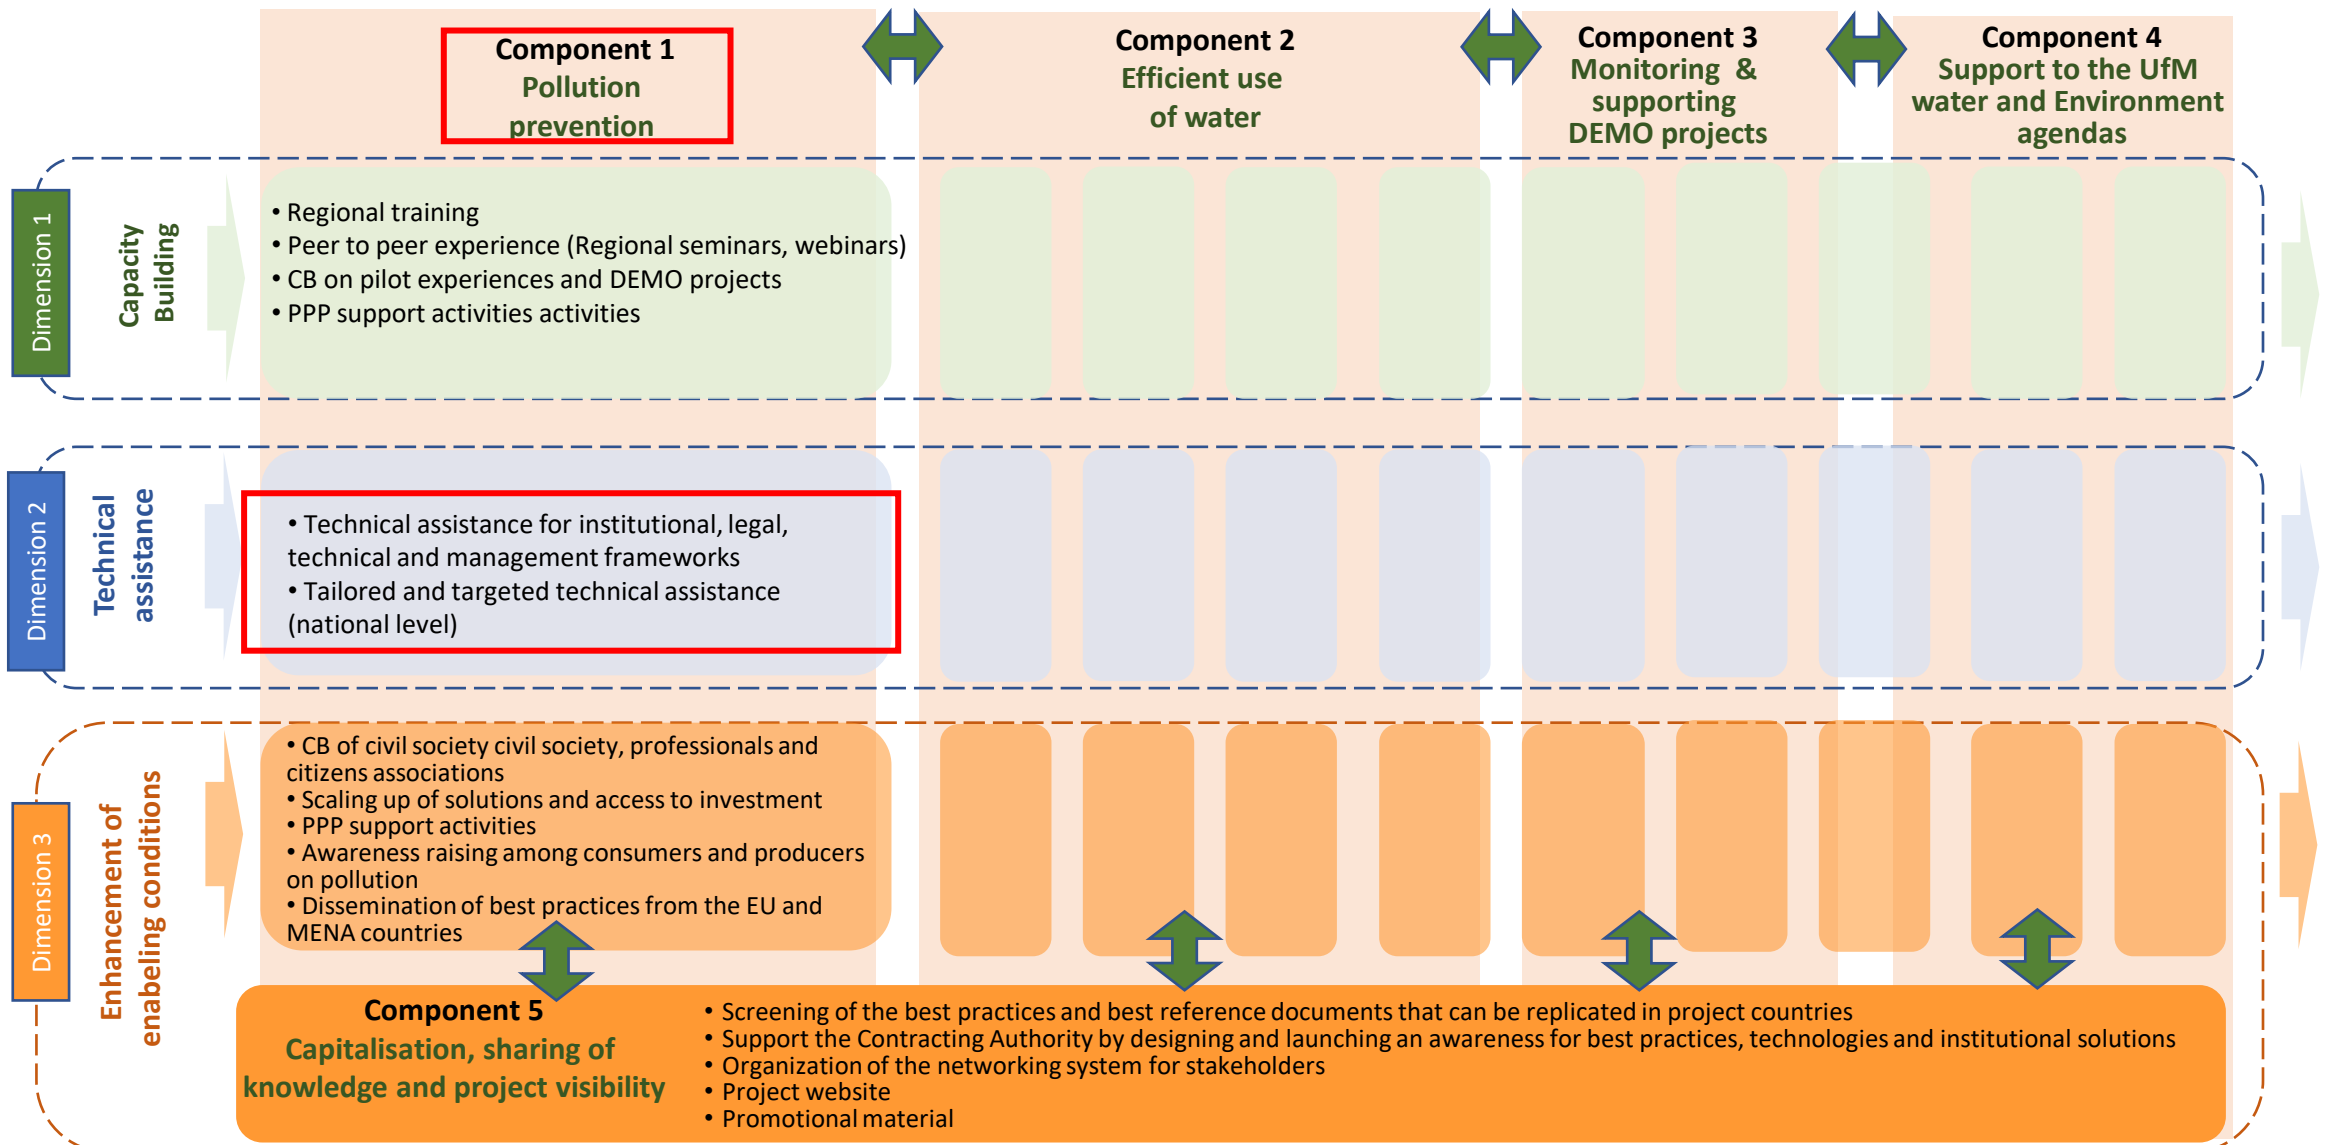 Component 1
Pollution
prevention
Component 2
Efficient use
of water
Component 3
Monitoring &
supporting
DEMO projects
Component 4
Support to the UfM
water and Environment
agendas
Dimension 1
Capacity
Building
• Regional training
• Peer to peer experience (Regional seminars, webinars)
• CB on pilot experiences and DEMO projects
• PPP support activities activities
Dimension 2
Technical
assistance
• Technical assistance for institutional, legal,
technical and management frameworks
• Tailored and targeted technical assistance
(national level)
Dimension 3
Enhancement of
enabeling conditions
• CB of civil society civil society, professionals and
citizens associations
• Scaling up of solutions and access to investment
• PPP support activities
• Awareness raising among consumers and producers
on pollution
• Dissemination of best practices from the EU and
MENA countries
Component 5
Capitalisation, sharing of
knowledge and project visibility
• Screening of the best practices and best reference documents that can be replicated in project countries
• Support the Contracting Authority by designing and launching an awareness for best practices, technologies and institutional solutions
• Organization of the networking system for stakeholders
• Project website
• Promotional material